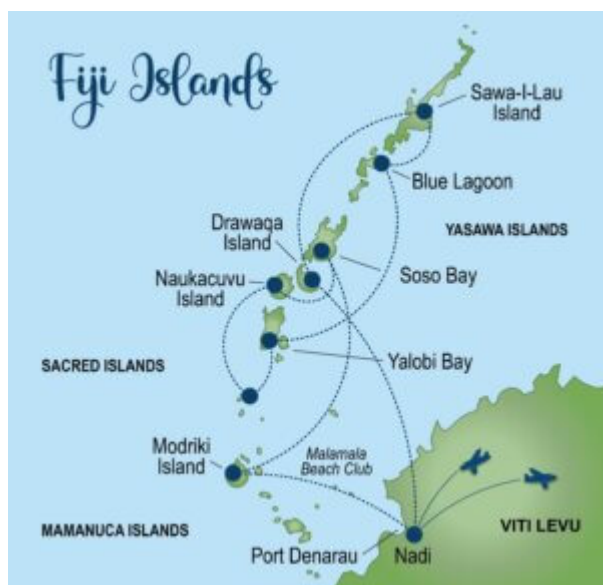 Fiji Islands
Sawa-I-Lau
Island
Blue Lagoon
YASAWA ISLANDS
Drawaqa
Island
Soso Bay
Naukacuvu
Island
Yalobi Bay
SACRED ISLANDS
Modriki
Island
Malamala
Beach Club
MAMANUCA ISLANDS
VITI LEVU
Port Denarau
Nadi